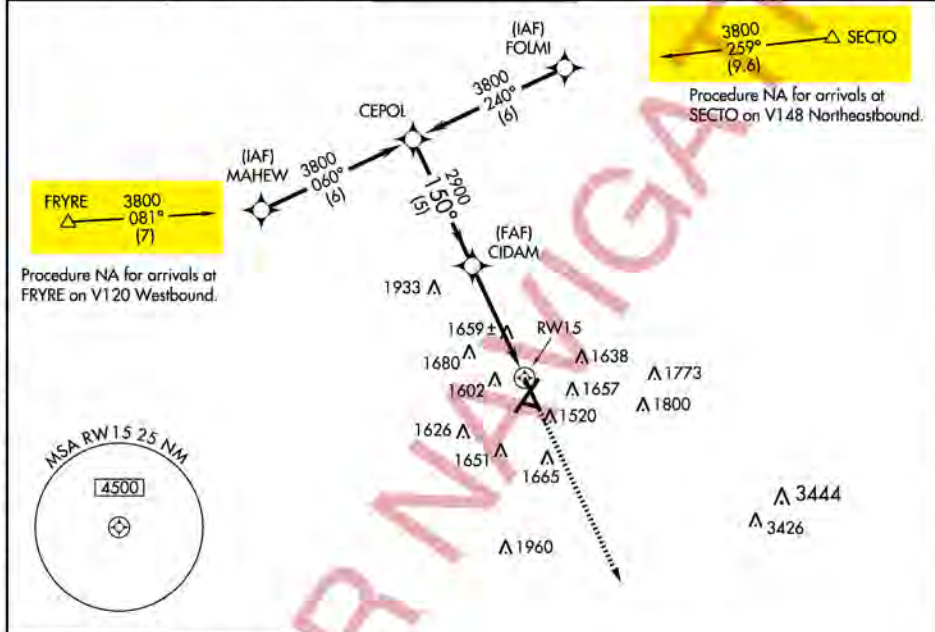 (IAF)
FOLMI
3800
240°
(6)
3800
259°
(9.6)
SECTO
Procedure NA for arrivals at
SECTO on V148 Northeastbound.
CEPOL
(IAF)
MAHEW
3800
060°
(6)
FRYRE
3800
081°
(7)
Procedure NA for arrivals at
FRYRE on V120 Westbound.
2900
150°
(5)
(FAF)
CIDAM
1933
1659±
RW15
1680
1638
1773
1602
1657
1800
1520
1626
1651
1665
MSA RW15 25 NM
4500
3444
3426
1960